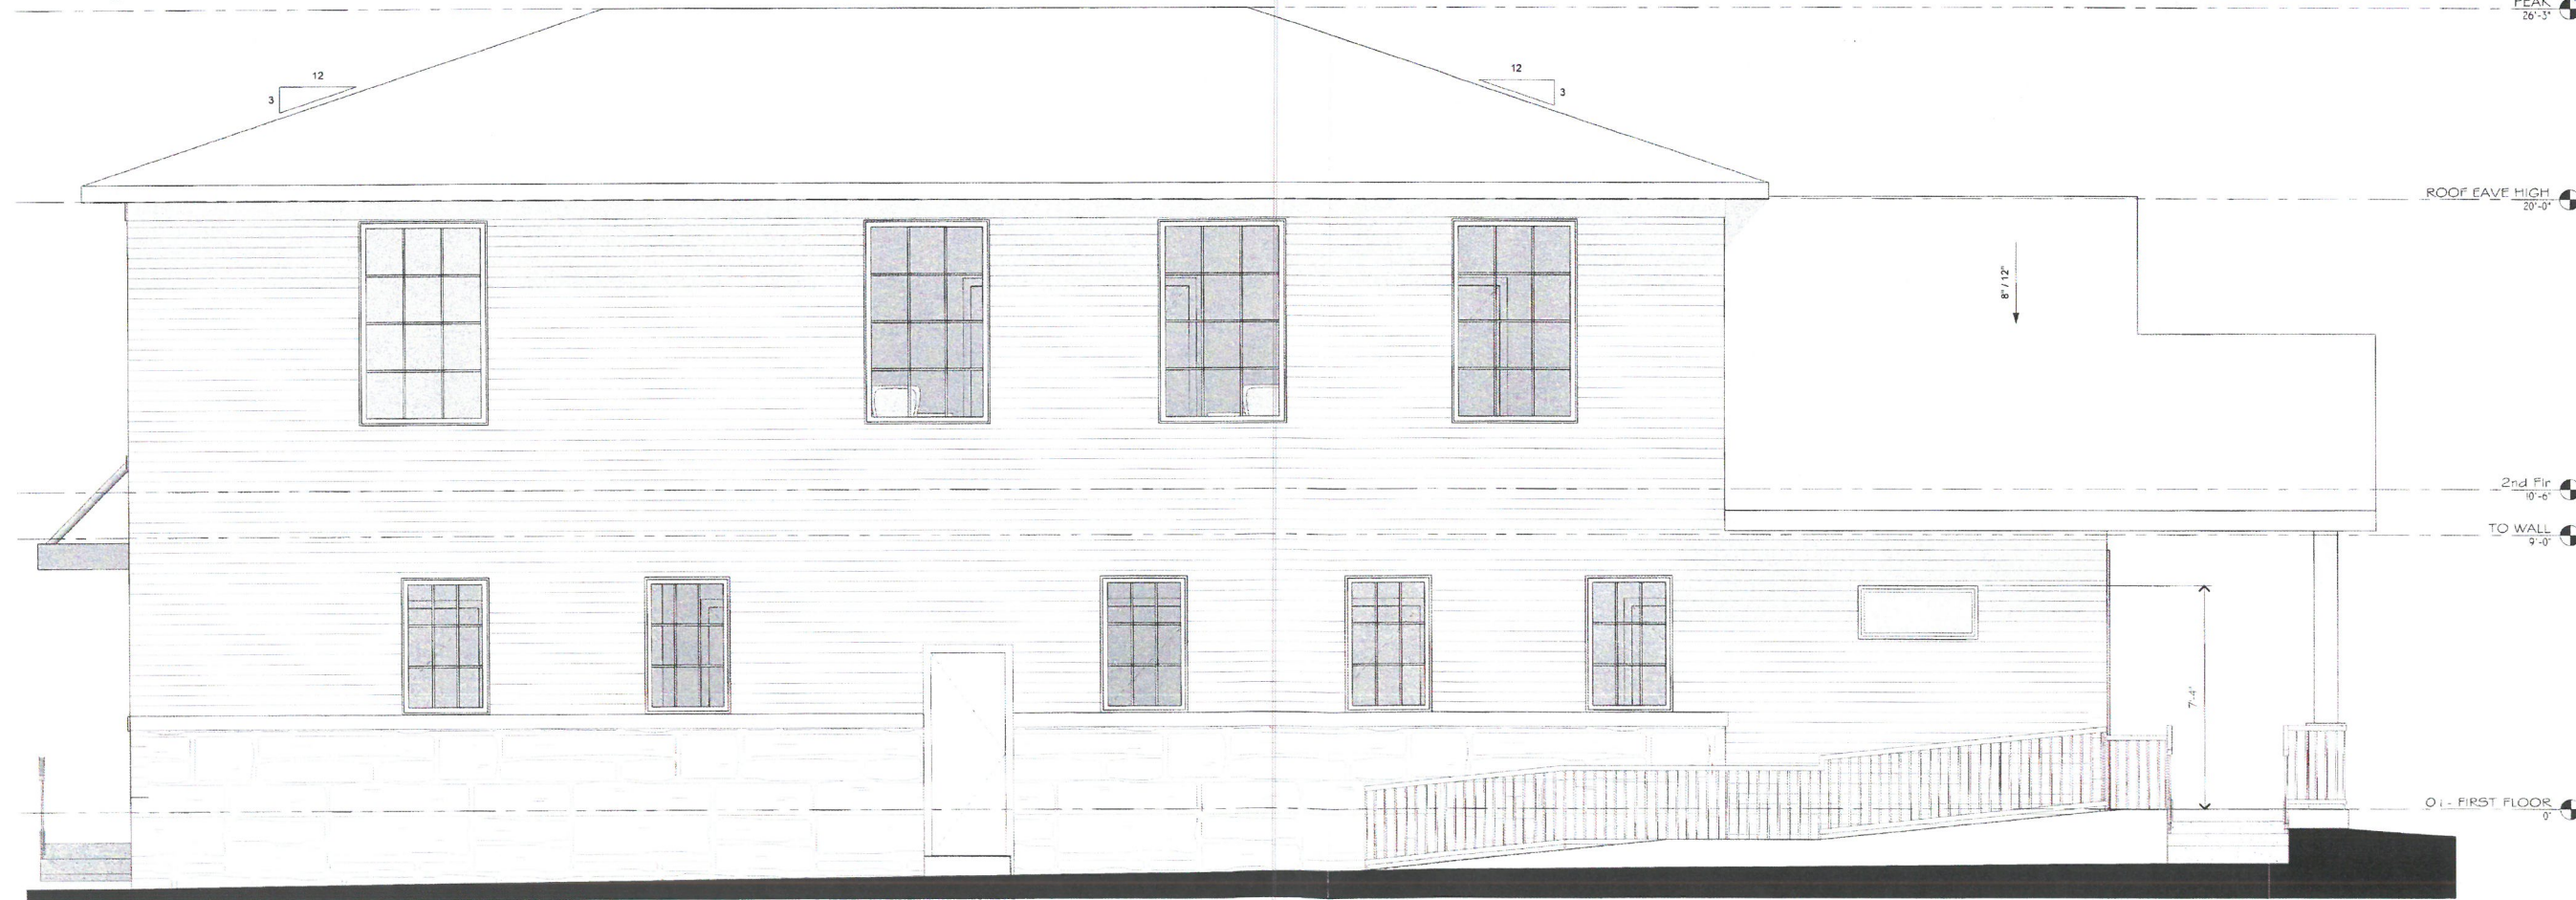 PEAK
26'-3"
12
3
12
3
ROOF EAVE HIGH
20'-0"
8" / 12"
2nd Flr
10'-6"
TO WALL
9'-0"
7'-4"
01 - FIRST FLOOR
0"